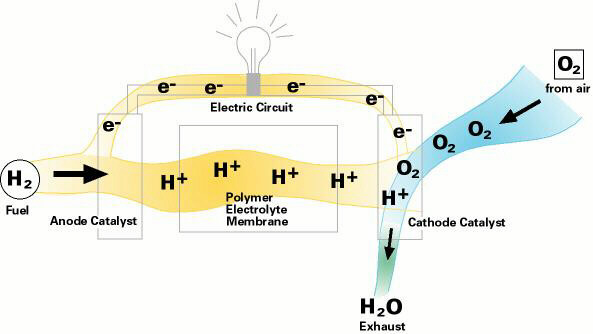 O2
from air
e- e- e- e-
Electric Circuit
e- e-
O2 O2
H2
Fuel
H+ H+ H+ H+
O2
H+
Polymer
Electrolyte
Membrane
Anode Catalyst
Cathode Catalyst
H2O
Exhaust